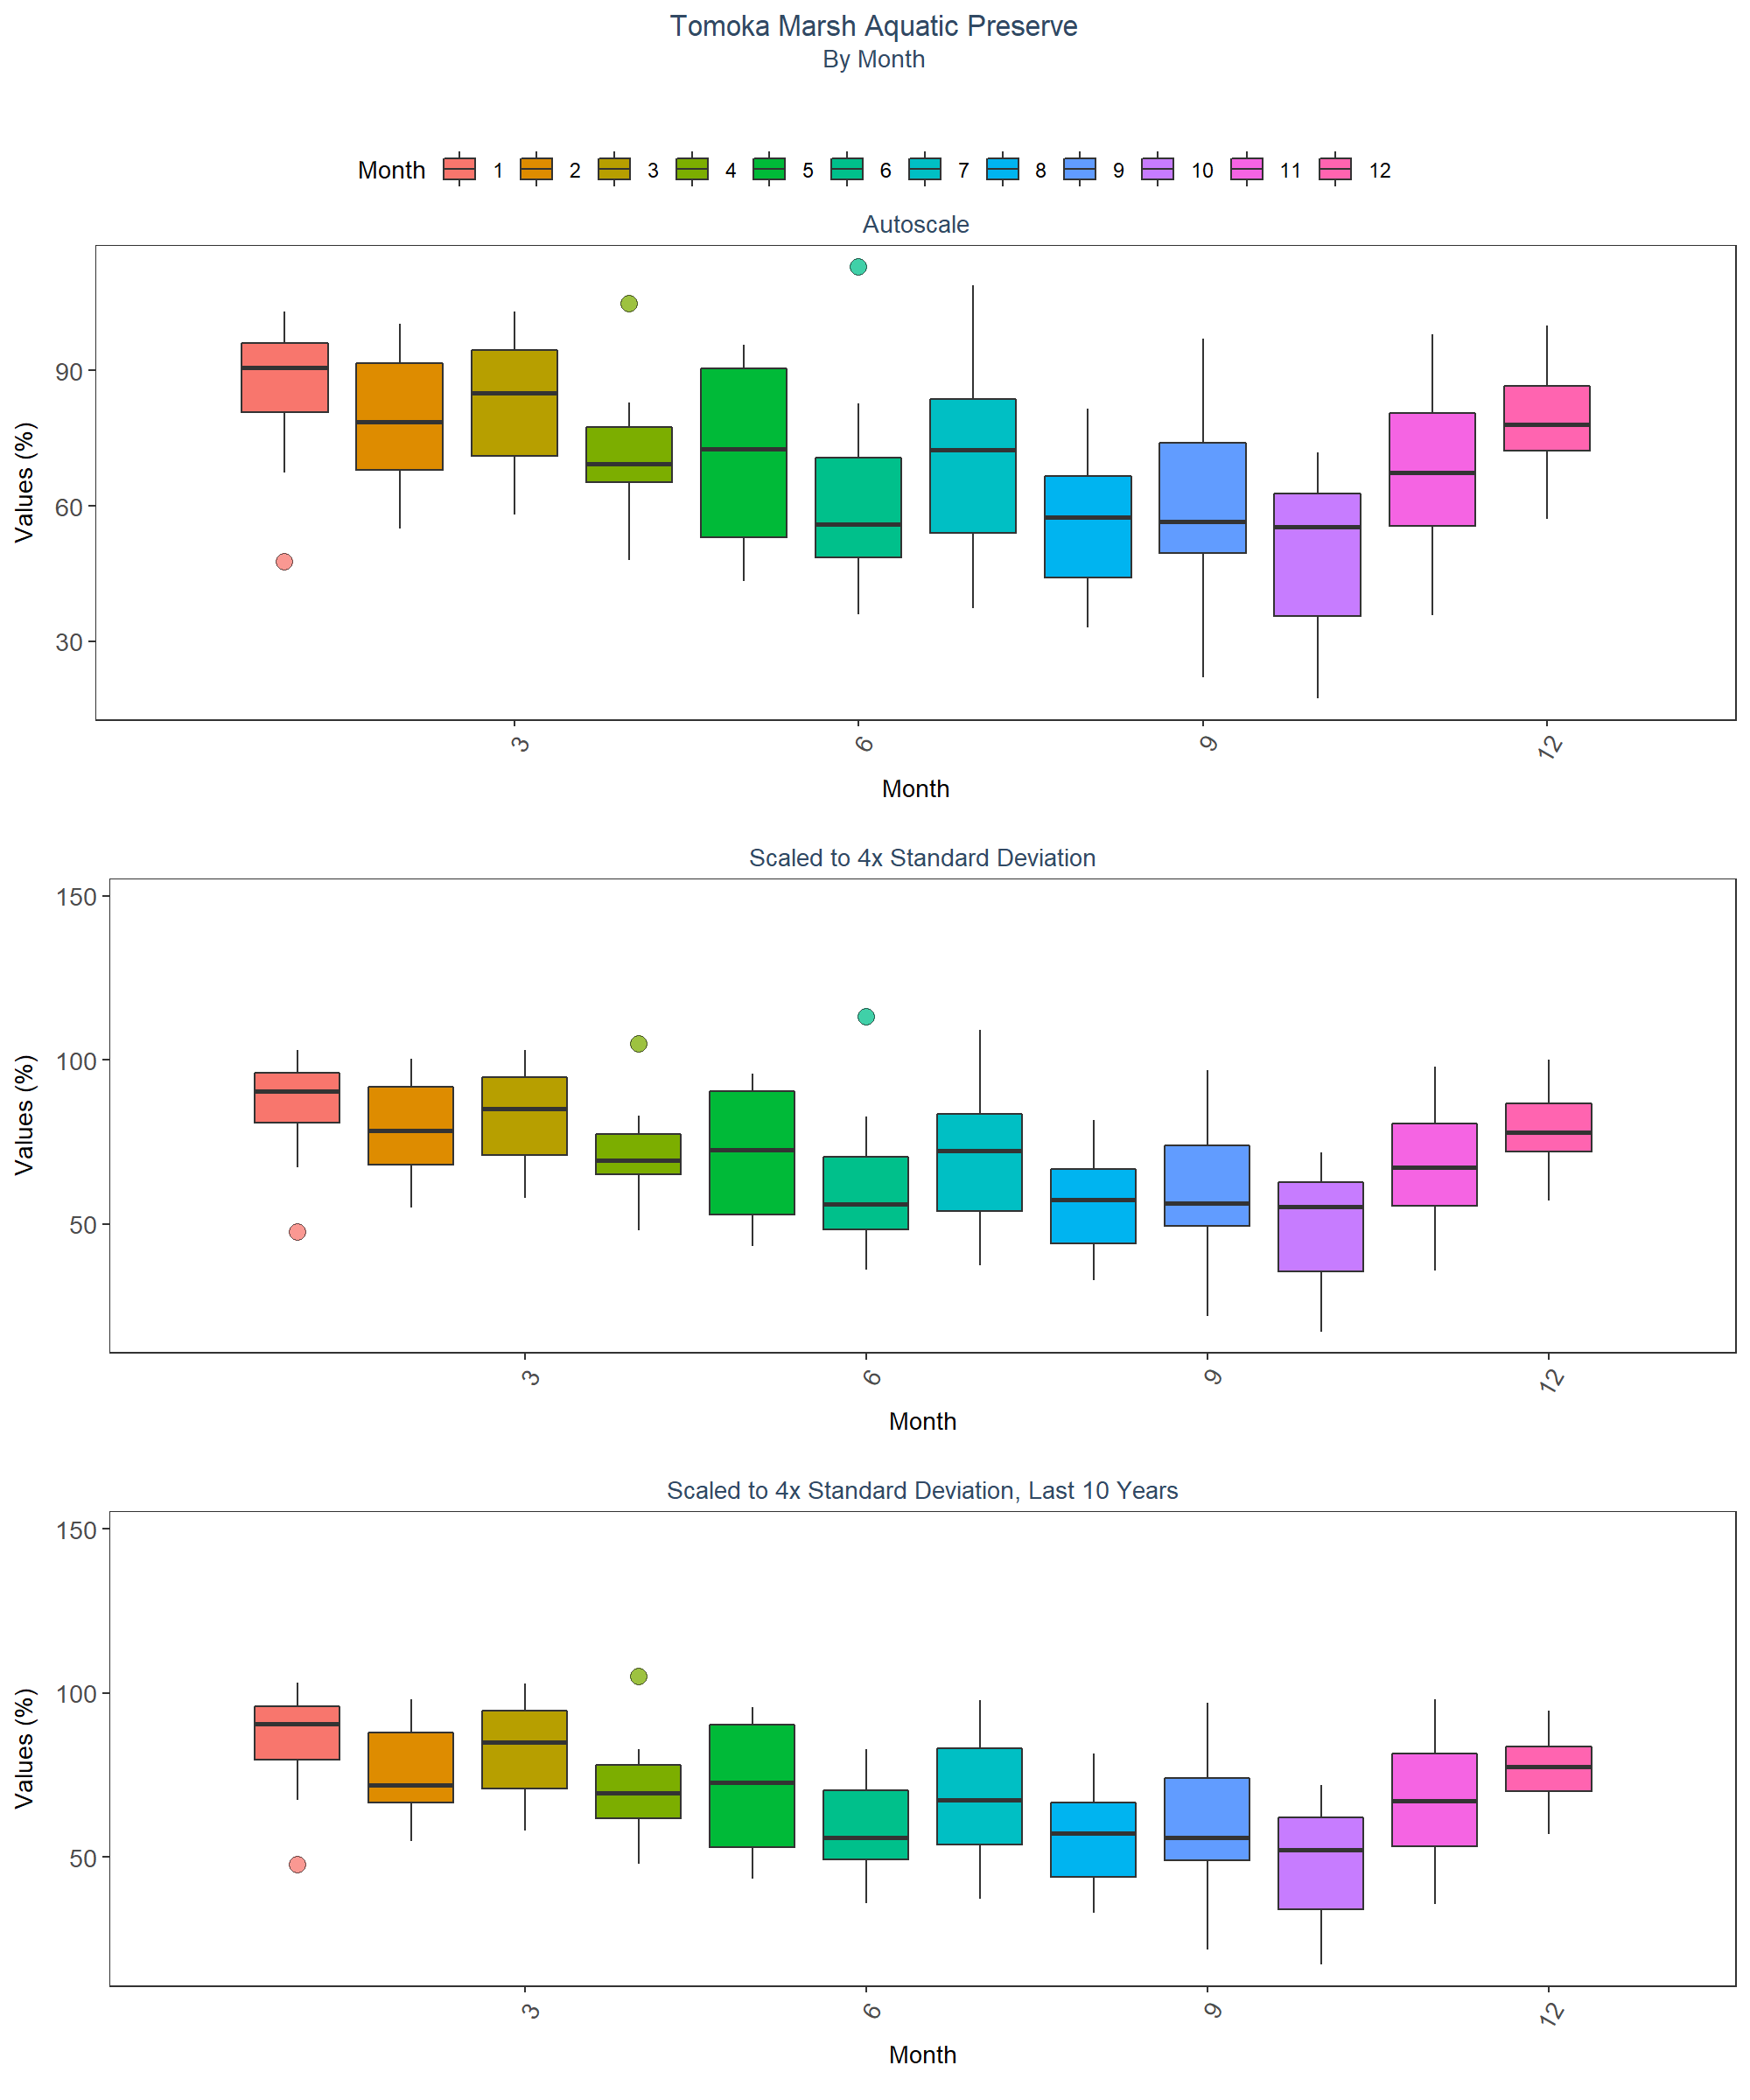 Tomoka Marsh Aquatic Preserve
By Month
Month 1 2 3 4 5 6 7 8 9 10 11 12
Autoscale
Values (%)
90
60
30
3 6 9 12
Month
Scaled to 4x Standard Deviation
Values (%)
150
100
50
3 6 9 12
Month
Scaled to 4x Standard Deviation, Last 10 Years
Values (%)
150
100
50
3 6 9 12
Month